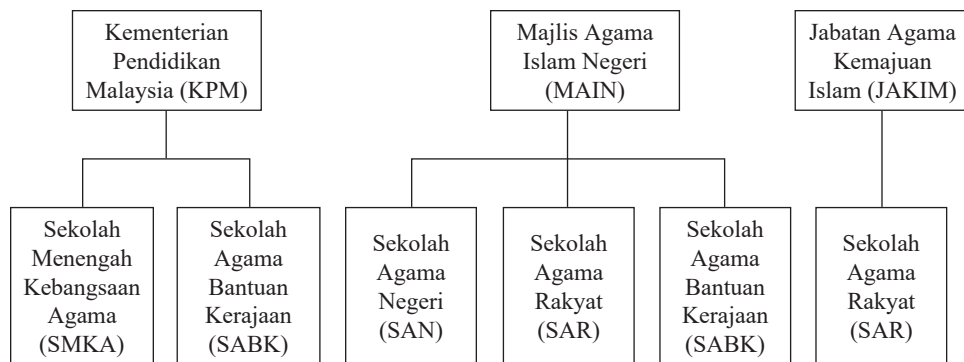 Kementerian
Pendidikan
Malaysia (KPM)
Majlis Agama
Islam Negeri
(MAIN)
Jabatan Agama
Kemajuan
Islam (JAKIM)
Sekolah
Menengah
Kebangsaan
Agama
(SMKA)
Sekolah
Agama
Bantuan
Kerajaan
(SABK)
Sekolah
Agama
Negeri
(SAN)
Sekolah
Agama
Rakyat
(SAR)
Sekolah
Agama
Bantuan
Kerajaan
(SABK)
Sekolah
Agama
Rakyat
(SAR)